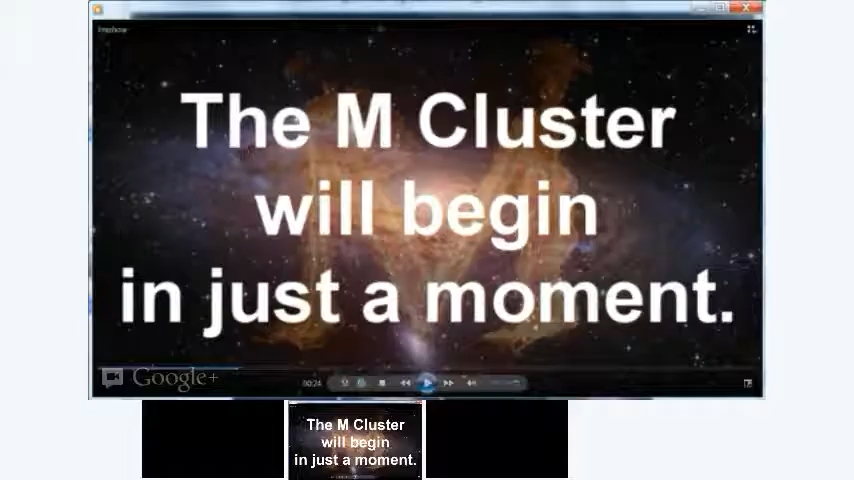 The M Cluster
will begin
in just a moment.
Google+
00:24
The M Cluster
will begin
in just a moment.